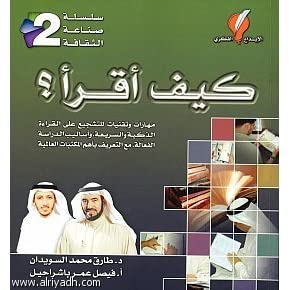 سلسلة
صناعة
الثقافة
2
الإبداع الفكري
كيف أقرأ؟
مهارات وتقنيات للتشجيع على القراءة
الذكية والسريعة، وأساليب الدراسة
الفعالة، مع التعريف بأهم المكتبات العالمية
د. طارق محمد السويدان
أ. فيصل عمر باشراحيل
www.alriyadh.com